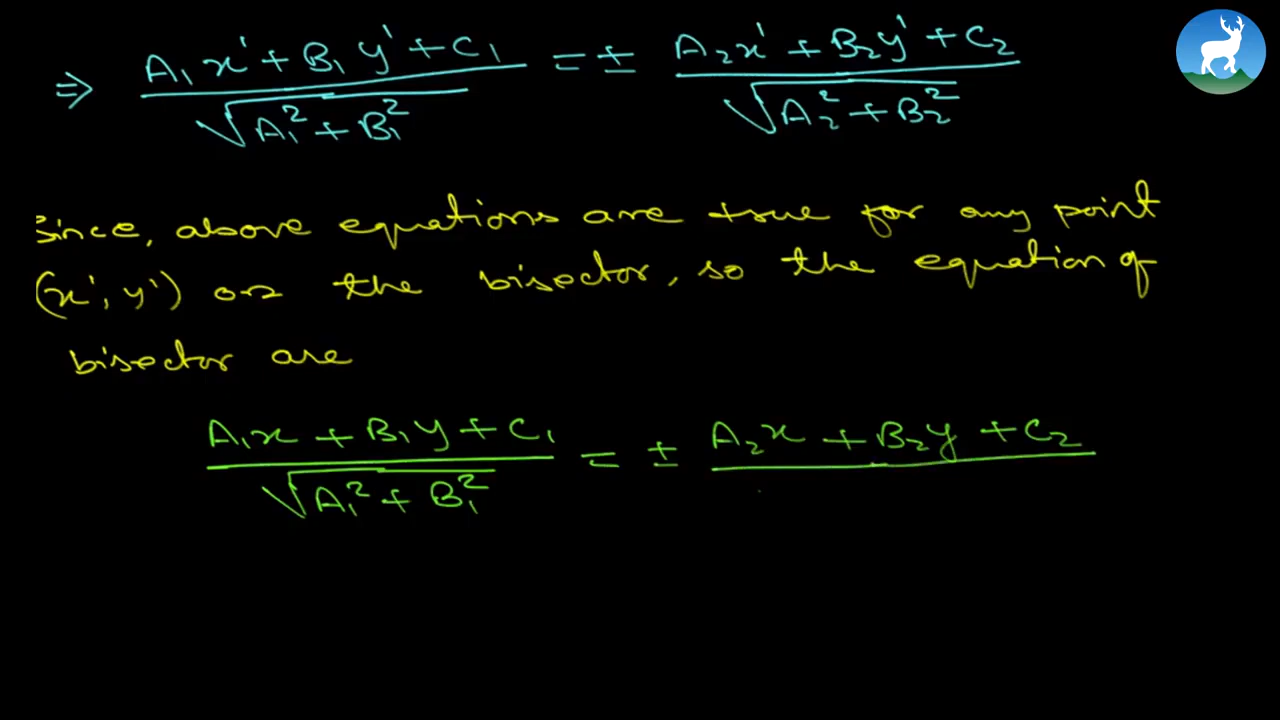 ⇒ (A₁x' + B₁y' + C₁) / √(A₁² + B₁²) = ± (A₂x' + B₂y' + C₂) / √(A₂² + B₂²)
Since, above equations are true for any point
(x', y') on the bisector, so the equation of
bisector are
(A₁x + B₁y + C₁) / √(A₁² + B₁²) = ± (A₂x + B₂y + C₂) /